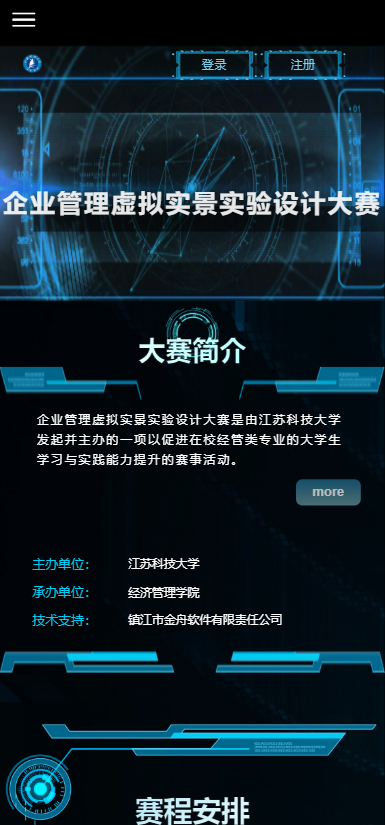 登录
注册
企业管理虚拟实景实验设计大赛
大赛简介
企业管理虚拟实景实验设计大赛是由江苏科技大学
发起并主办的一项以促进在校经管类专业的大学生
学习与实践能力提升的赛事活动。
more
主办单位：
江苏科技大学
承办单位：
经济管理学院
技术支持：
镇江市金舟软件有限责任公司
赛程安排